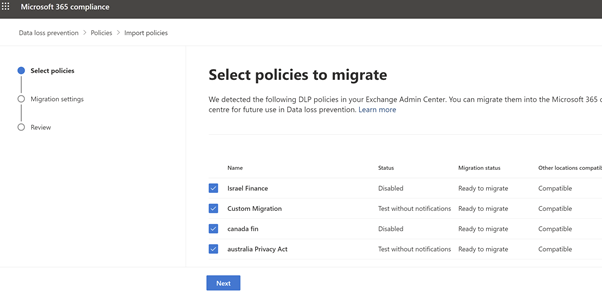 Microsoft 365 compliance
Data loss prevention > Policies > Import policies
Select policies
Migration settings
Review
Select policies to migrate
We detected the following DLP policies in your Exchange Admin Center. You can migrate them into the Microsoft 365
centre for future use in Data loss prevention. Learn more
Name Status Migration status Other locations
Israel Finance Disabled Ready to migrate Compatible
Custom Migration Test without notifications Ready to migrate Compatible
canada fin Disabled Ready to migrate Compatible
australia Privacy Act Test without notifications Ready to migrate Compatible
Next